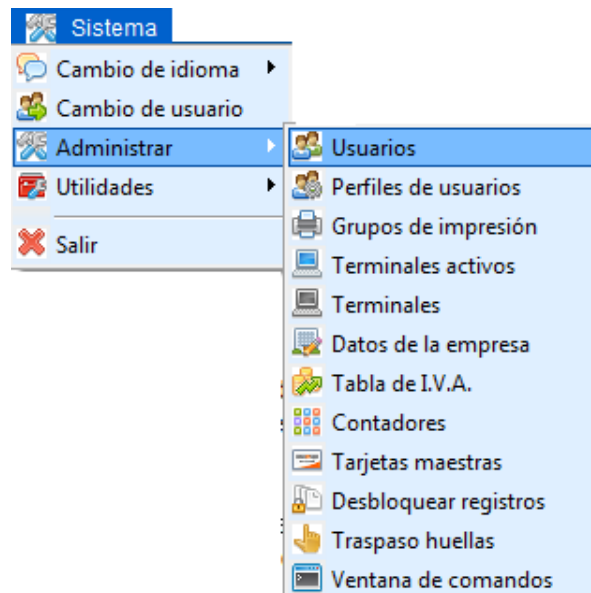 Sistema
Cambio de idioma
Cambio de usuario
Administrar
Utilidades
Salir
Usuarios
Perfiles de usuarios
Grupos de impresión
Terminales activos
Terminales
Datos de la empresa
Tabla de I.V.A.
Contadores
Tarjetas maestras
Desbloquear registros
Traspaso huellas
Ventana de comandos